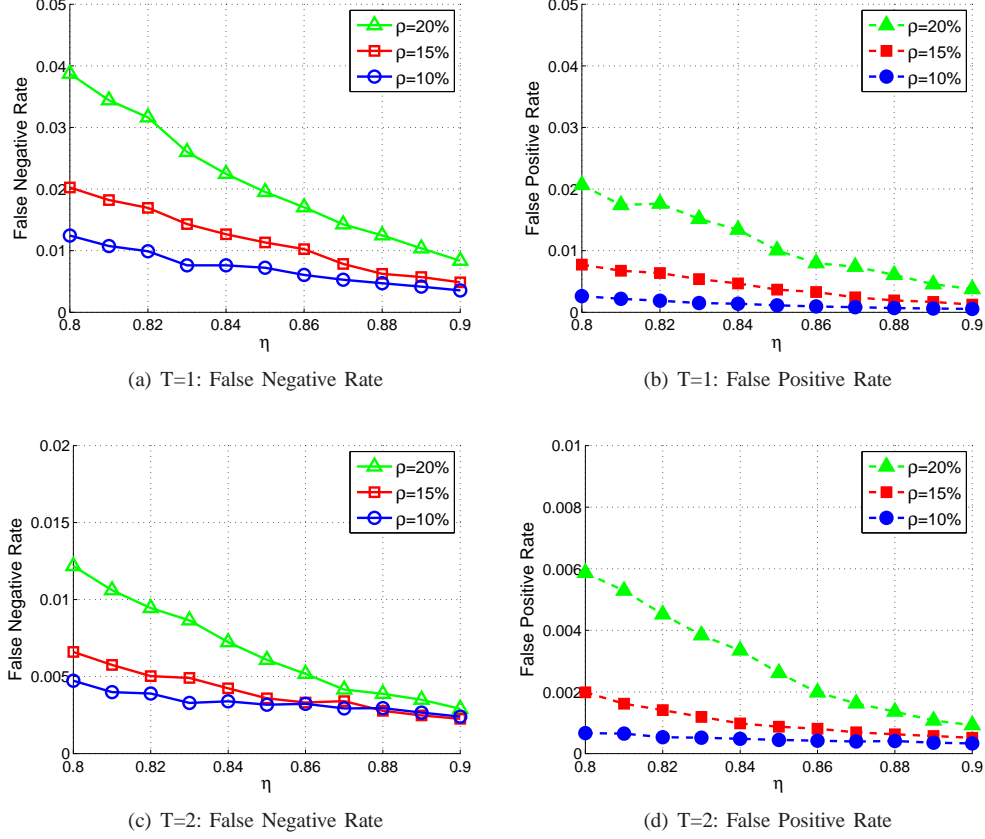 0.05
0.04
0.03
0.02
0.01
0
0.8 0.82 0.84 0.86 0.88 0.9
False Negative Rate
η
ρ=20%
ρ=15%
ρ=10%
(a) T=1: False Negative Rate
0.05
0.04
0.03
0.02
0.01
0
0.8 0.82 0.84 0.86 0.88 0.9
False Positive Rate
η
ρ=20%
ρ=15%
ρ=10%
(b) T=1: False Positive Rate
0.02
0.015
0.01
0.005
0
0.8 0.82 0.84 0.86 0.88 0.9
False Negative Rate
η
ρ=20%
ρ=15%
ρ=10%
(c) T=2: False Negative Rate
0.01
0.008
0.006
0.004
0.002
0
0.8 0.82 0.84 0.86 0.88 0.9
False Positive Rate
η
ρ=20%
ρ=15%
ρ=10%
(d) T=2: False Positive Rate